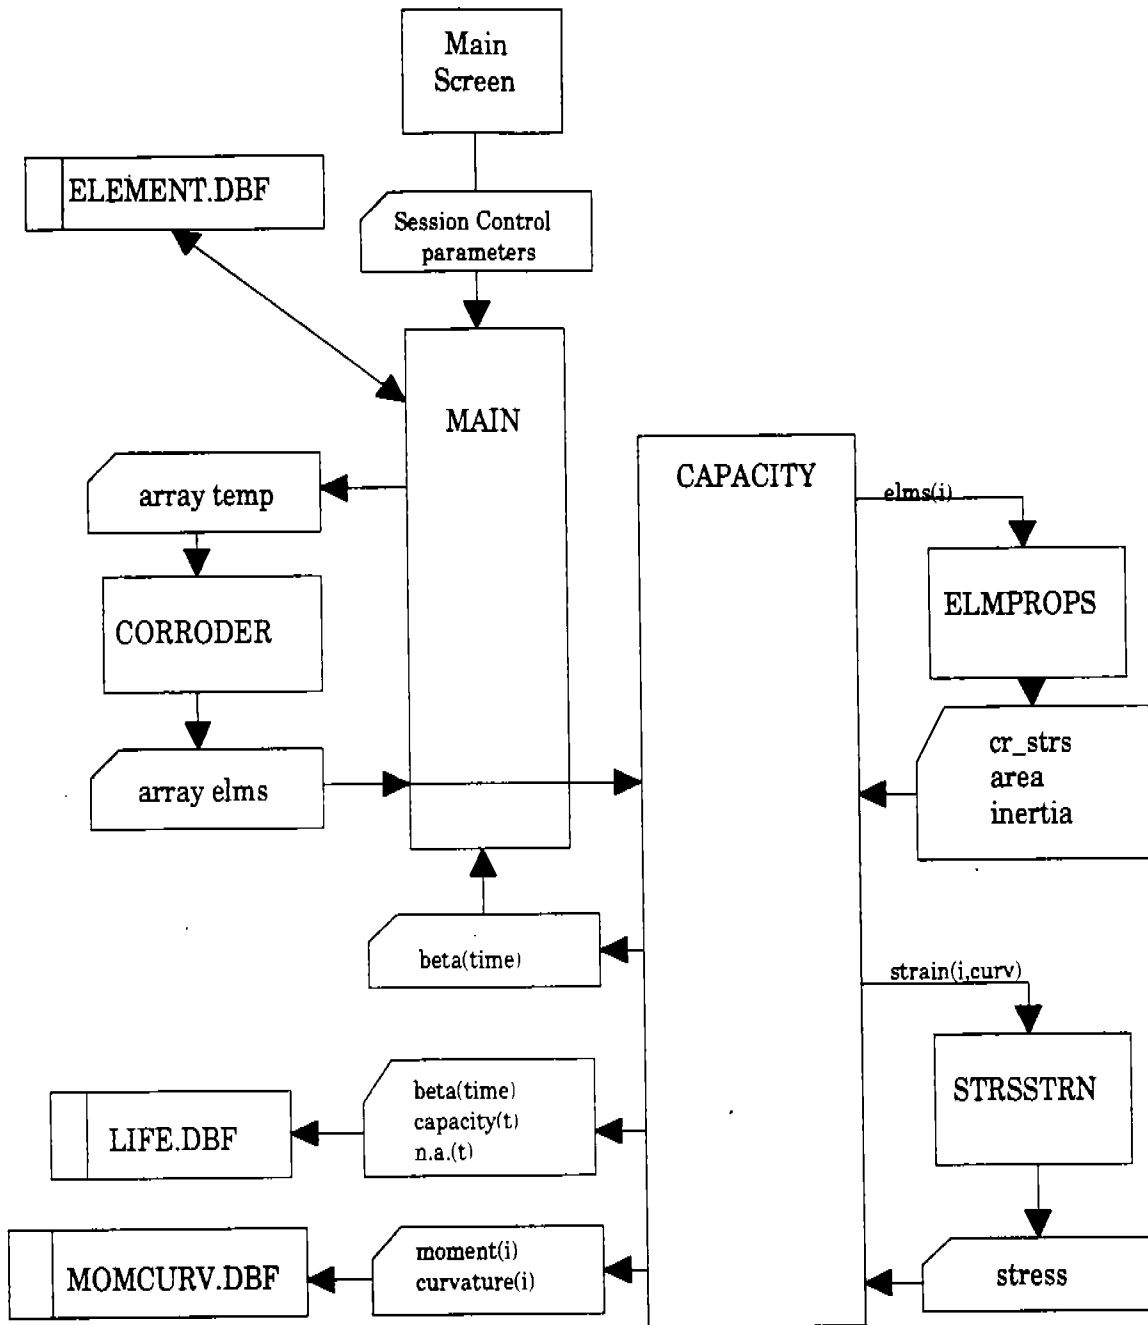 Main
Screen
ELEMENT.DBF
Session Control
parameters
MAIN
array temp
CAPACITY
elms(i)
CORRODER
ELMPROPS
array elms
cr_strs
area
inertia
beta(time)
strain(i,curv)
STRSSTRN
beta(time)
capacity(t)
n.a.(t)
LIFE.DBF
moment(i)
curvature(i)
MOMCURV.DBF
stress